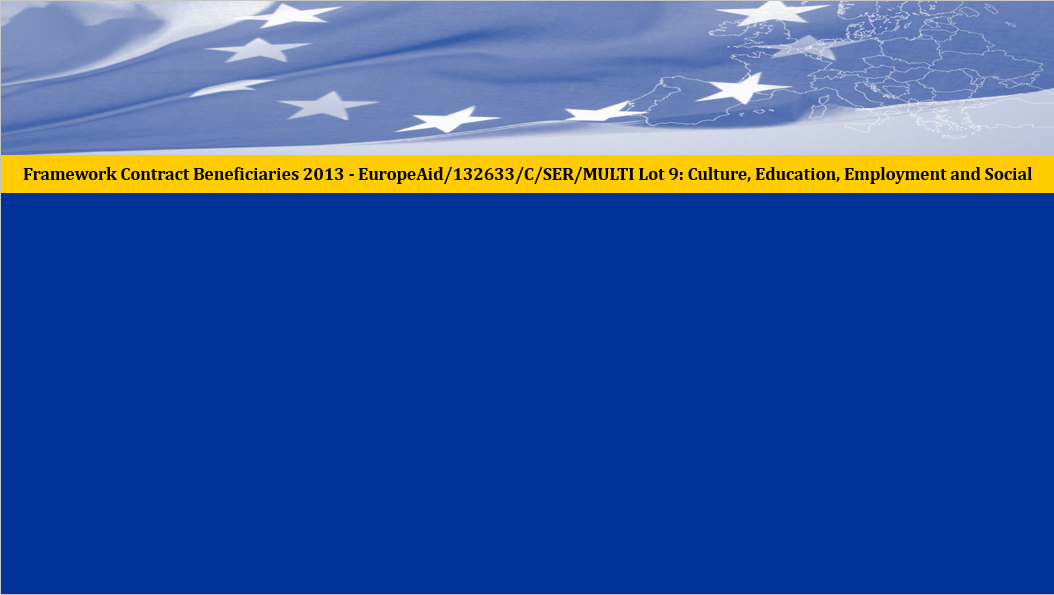 Framework Contract Beneficiaries 2013 - EuropeAid/132633/C/SER/MULTI Lot 9: Culture, Education, Employment and Social